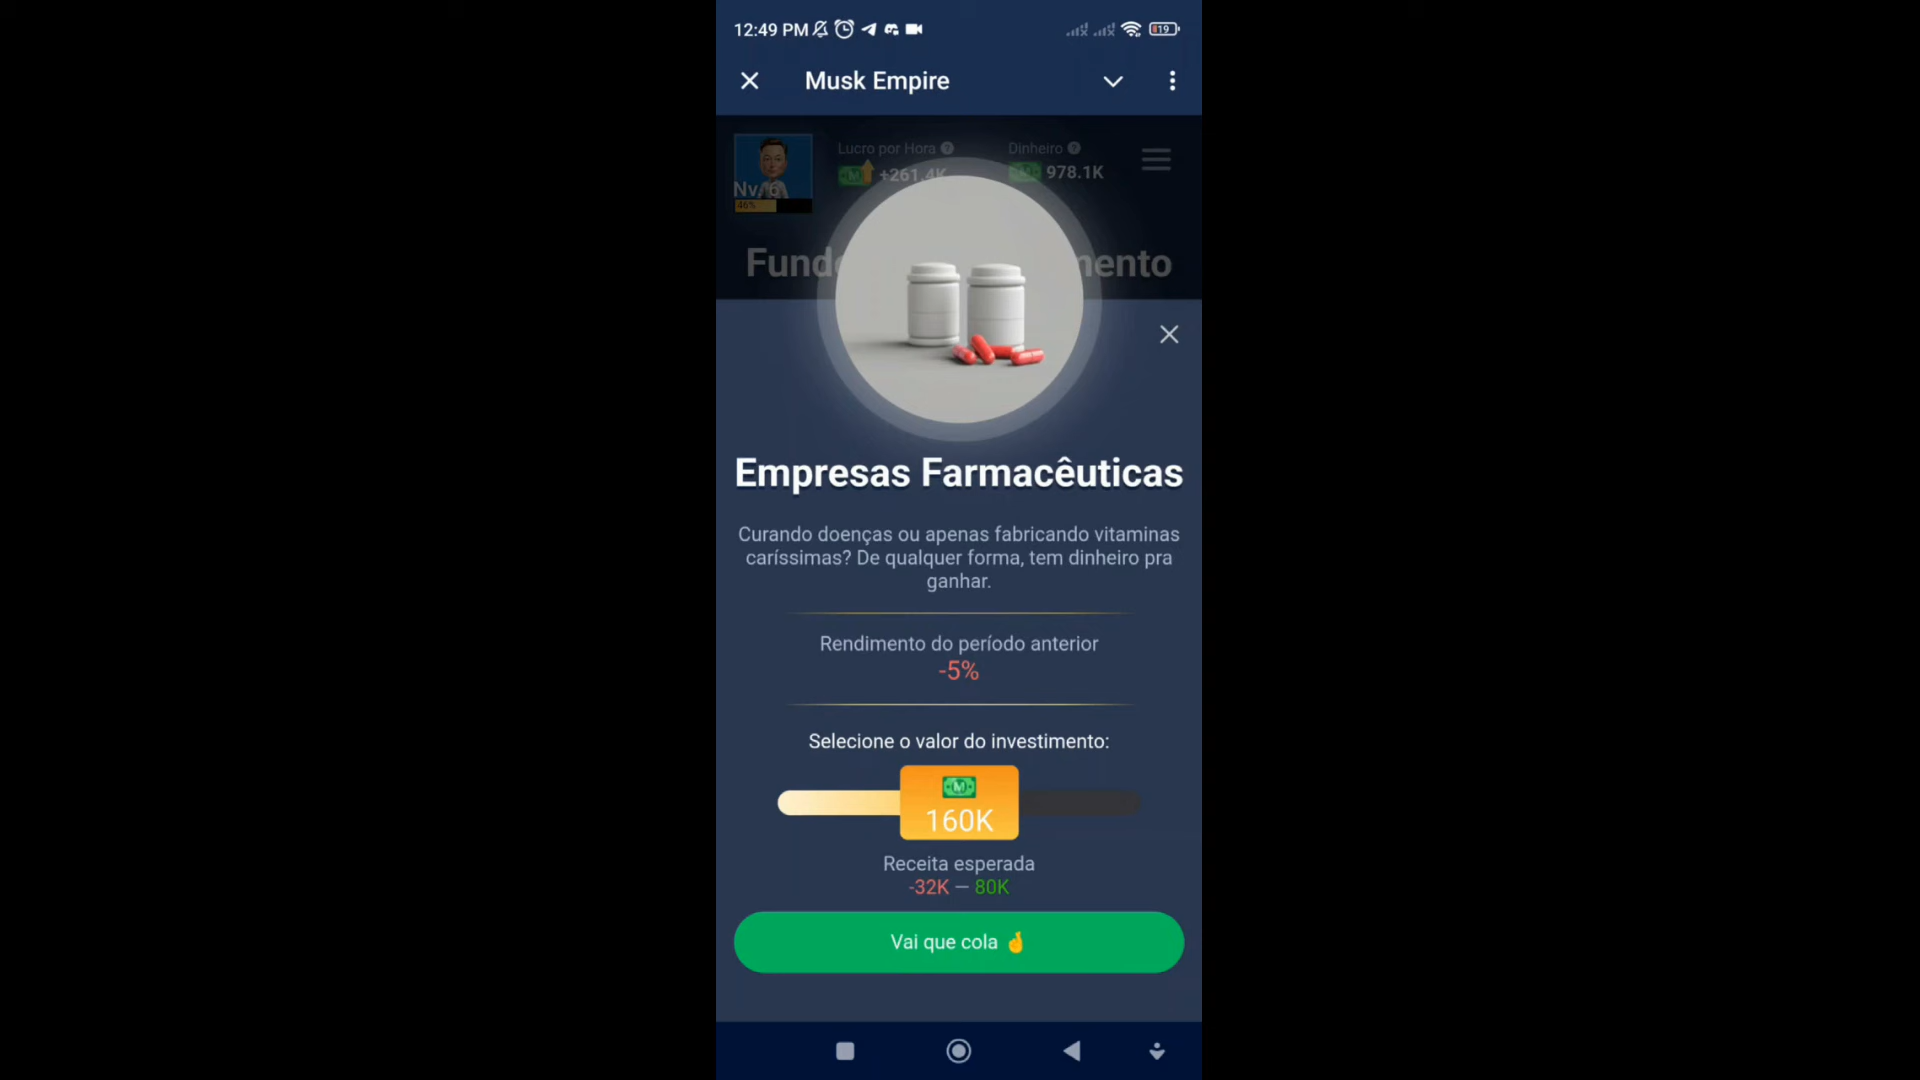 12:49 PM
19
Musk Empire
Lucro por Hora
Dinheiro
+261.4K
978.1K
Nv. 6
46%
Empresas Farmacêuticas
Curando doenças ou apenas fabricando vitaminas
caríssimas? De qualquer forma, tem dinheiro pra
ganhar.
Rendimento do período anterior
-5%
Selecione o valor do investimento:
160K
Receita esperada
-32K — 80K
Vai que cola 🤞